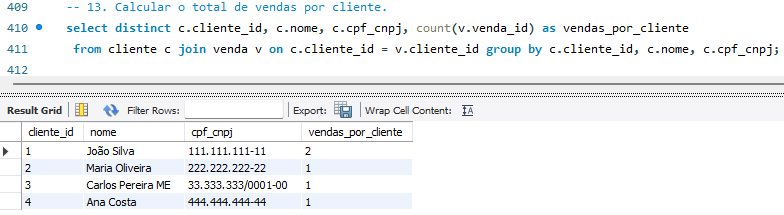 409 -- 13. Calcular o total de vendas por cliente.
410 select distinct c.cliente_id, c.nome, c.cpf_cnpj, count(v.venda_id) as vendas_por_cliente
411 from cliente c join venda v on c.cliente_id = v.cliente_id group by c.cliente_id, c.nome, c.cpf_cnpj;
412
Result Grid Filter Rows: Export: Wrap Cell Content: IA
cliente_id nome cpf_cnpj vendas_por_cliente
1 João Silva 111.111.111-11 2
2 Maria Oliveira 222.222.222-22 1
3 Carlos Pereira ME 33.333.333/0001-00 1
4 Ana Costa 444.444.444-44 1